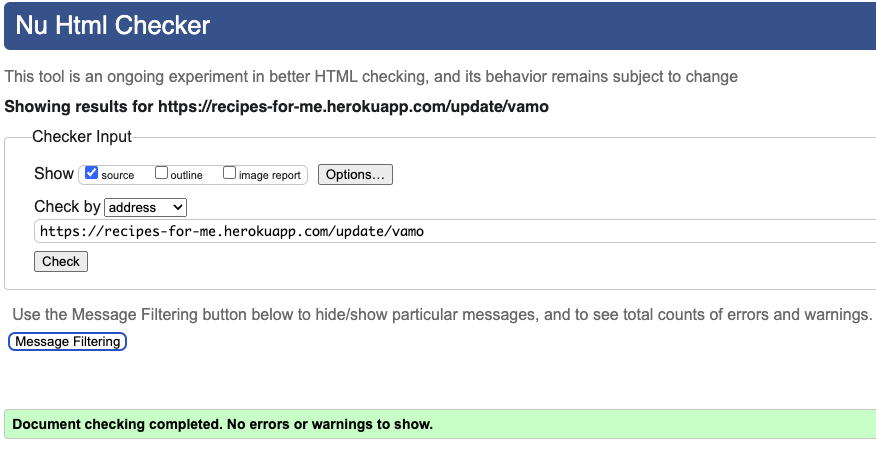 Nu Html Checker
This tool is an ongoing experiment in better HTML checking, and its behavior remains subject to change
Showing results for https://recipes-for-me.herokuapp.com/update/vamo
Checker Input
Show source outline image report Options...
Check by address
https://recipes-for-me.herokuapp.com/update/vamo
Check
Use the Message Filtering button below to hide/show particular messages, and to see total counts of errors and warnings.
Message Filtering
Document checking completed. No errors or warnings to show.